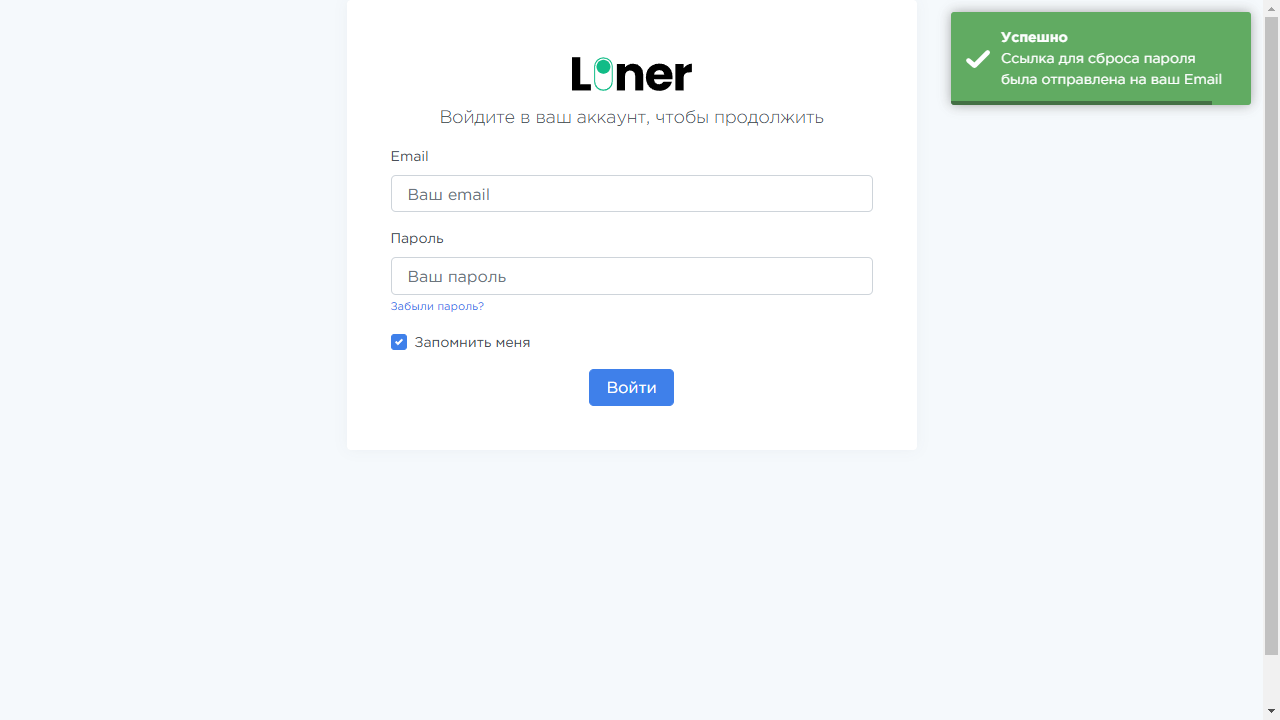 Liner
Войдите в ваш аккаунт, чтобы продолжить
Email
Ваш email
Пароль
Ваш пароль
Забыли пароль?
Запомнить меня
Войти
Успешно
Ссылка для сброса пароля
была отправлена на ваш Email